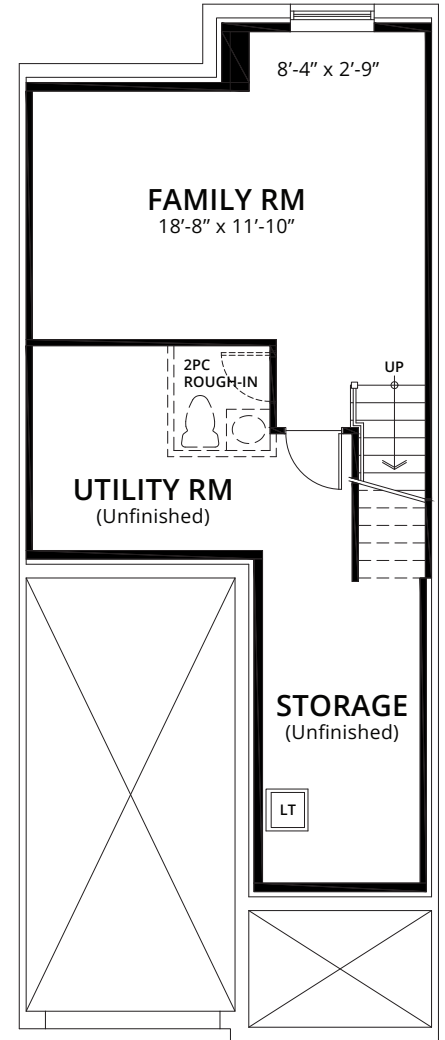 8’-4” x 2’-9”
FAMILY RM
18’-8” x 11’-10”
2PC
ROUGH-IN
UP
UTILITY RM
(Unfinished)
STORAGE
(Unfinished)
LT